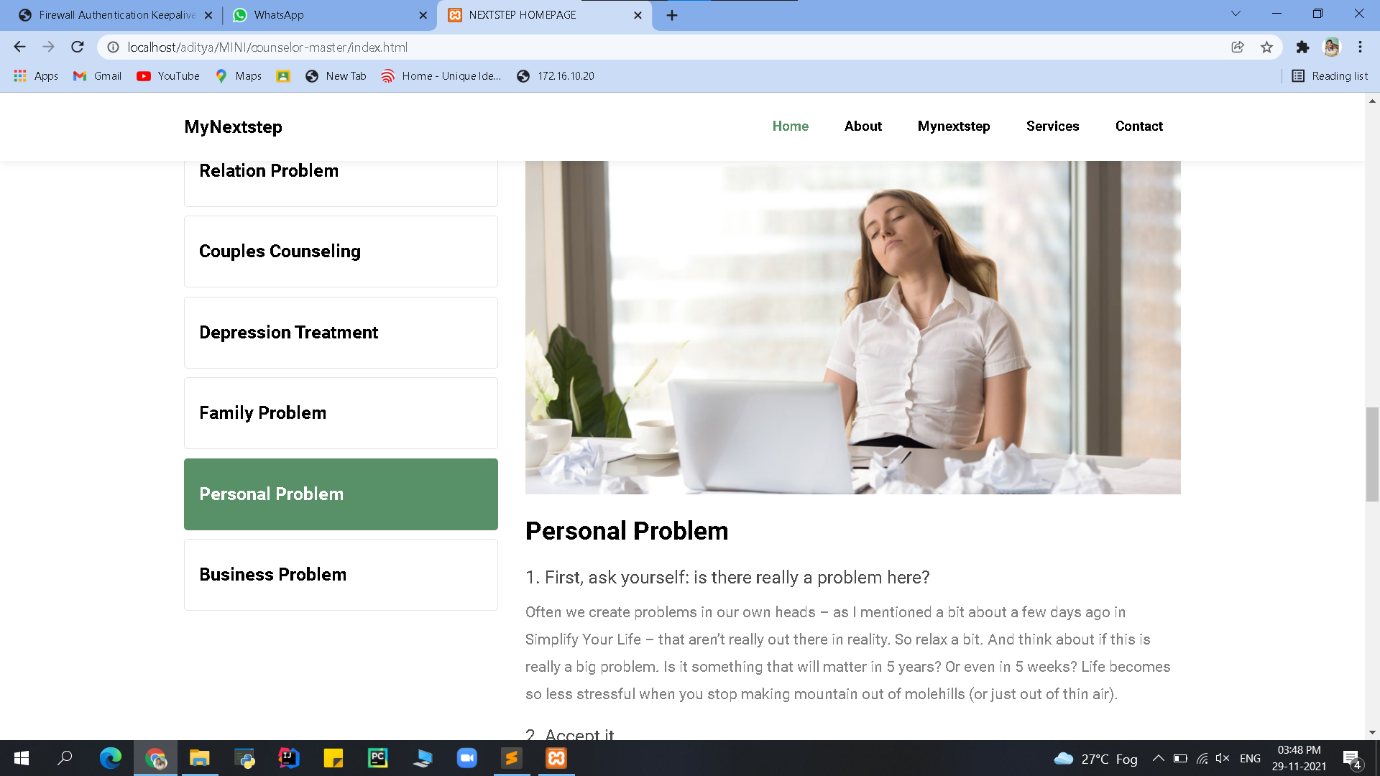 Firewall Authentication Keepalive
WhatsApp
NEXTSTEP HOMEPAGE
localhost/aditya/MINI/counselor-master/index.html
Apps
Gmail
YouTube
Maps
New Tab
Home - Unique Ide...
172.16.10.20
Reading list
MyNextstep
Home
About
Mynextstep
Services
Contact
Relation Problem
Couples Counseling
Depression Treatment
Family Problem
Personal Problem
Business Problem
Personal Problem
1. First, ask yourself: is there really a problem here?
Often we create problems in our own heads – as I mentioned a bit about a few days ago in
Simplify Your Life – that aren’t really out there in reality. So relax a bit. And think about if this is
really a big problem. Is it something that will matter in 5 years? Or even in 5 weeks? Life becomes
so less stressful when you stop making mountain out of molehills (or just out of thin air).
2. Accept it
PC
27°C Fog
ENG
03:48 PM
29-11-2021
4